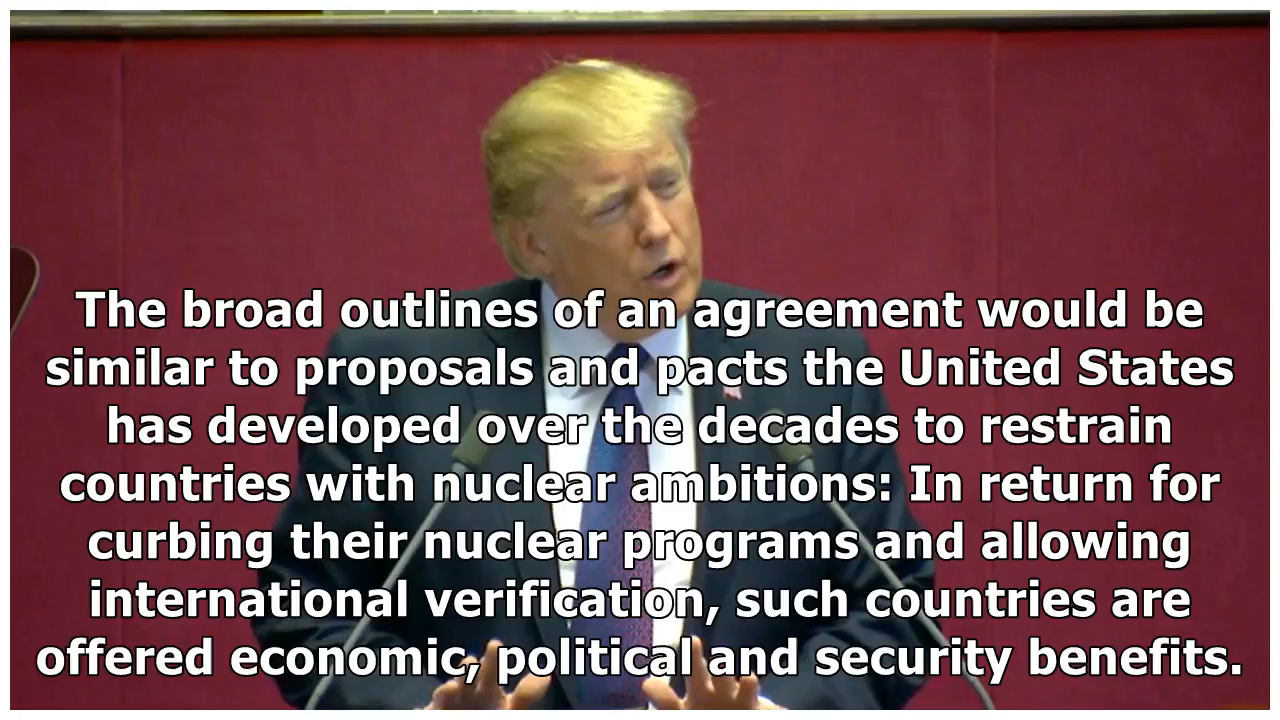 The broad outlines of an agreement would be
similar to proposals and pacts the United States
has developed over the decades to restrain
countries with nuclear ambitions: In return for
curbing their nuclear programs and allowing
international verification, such countries are
offered economic, political and security benefits.